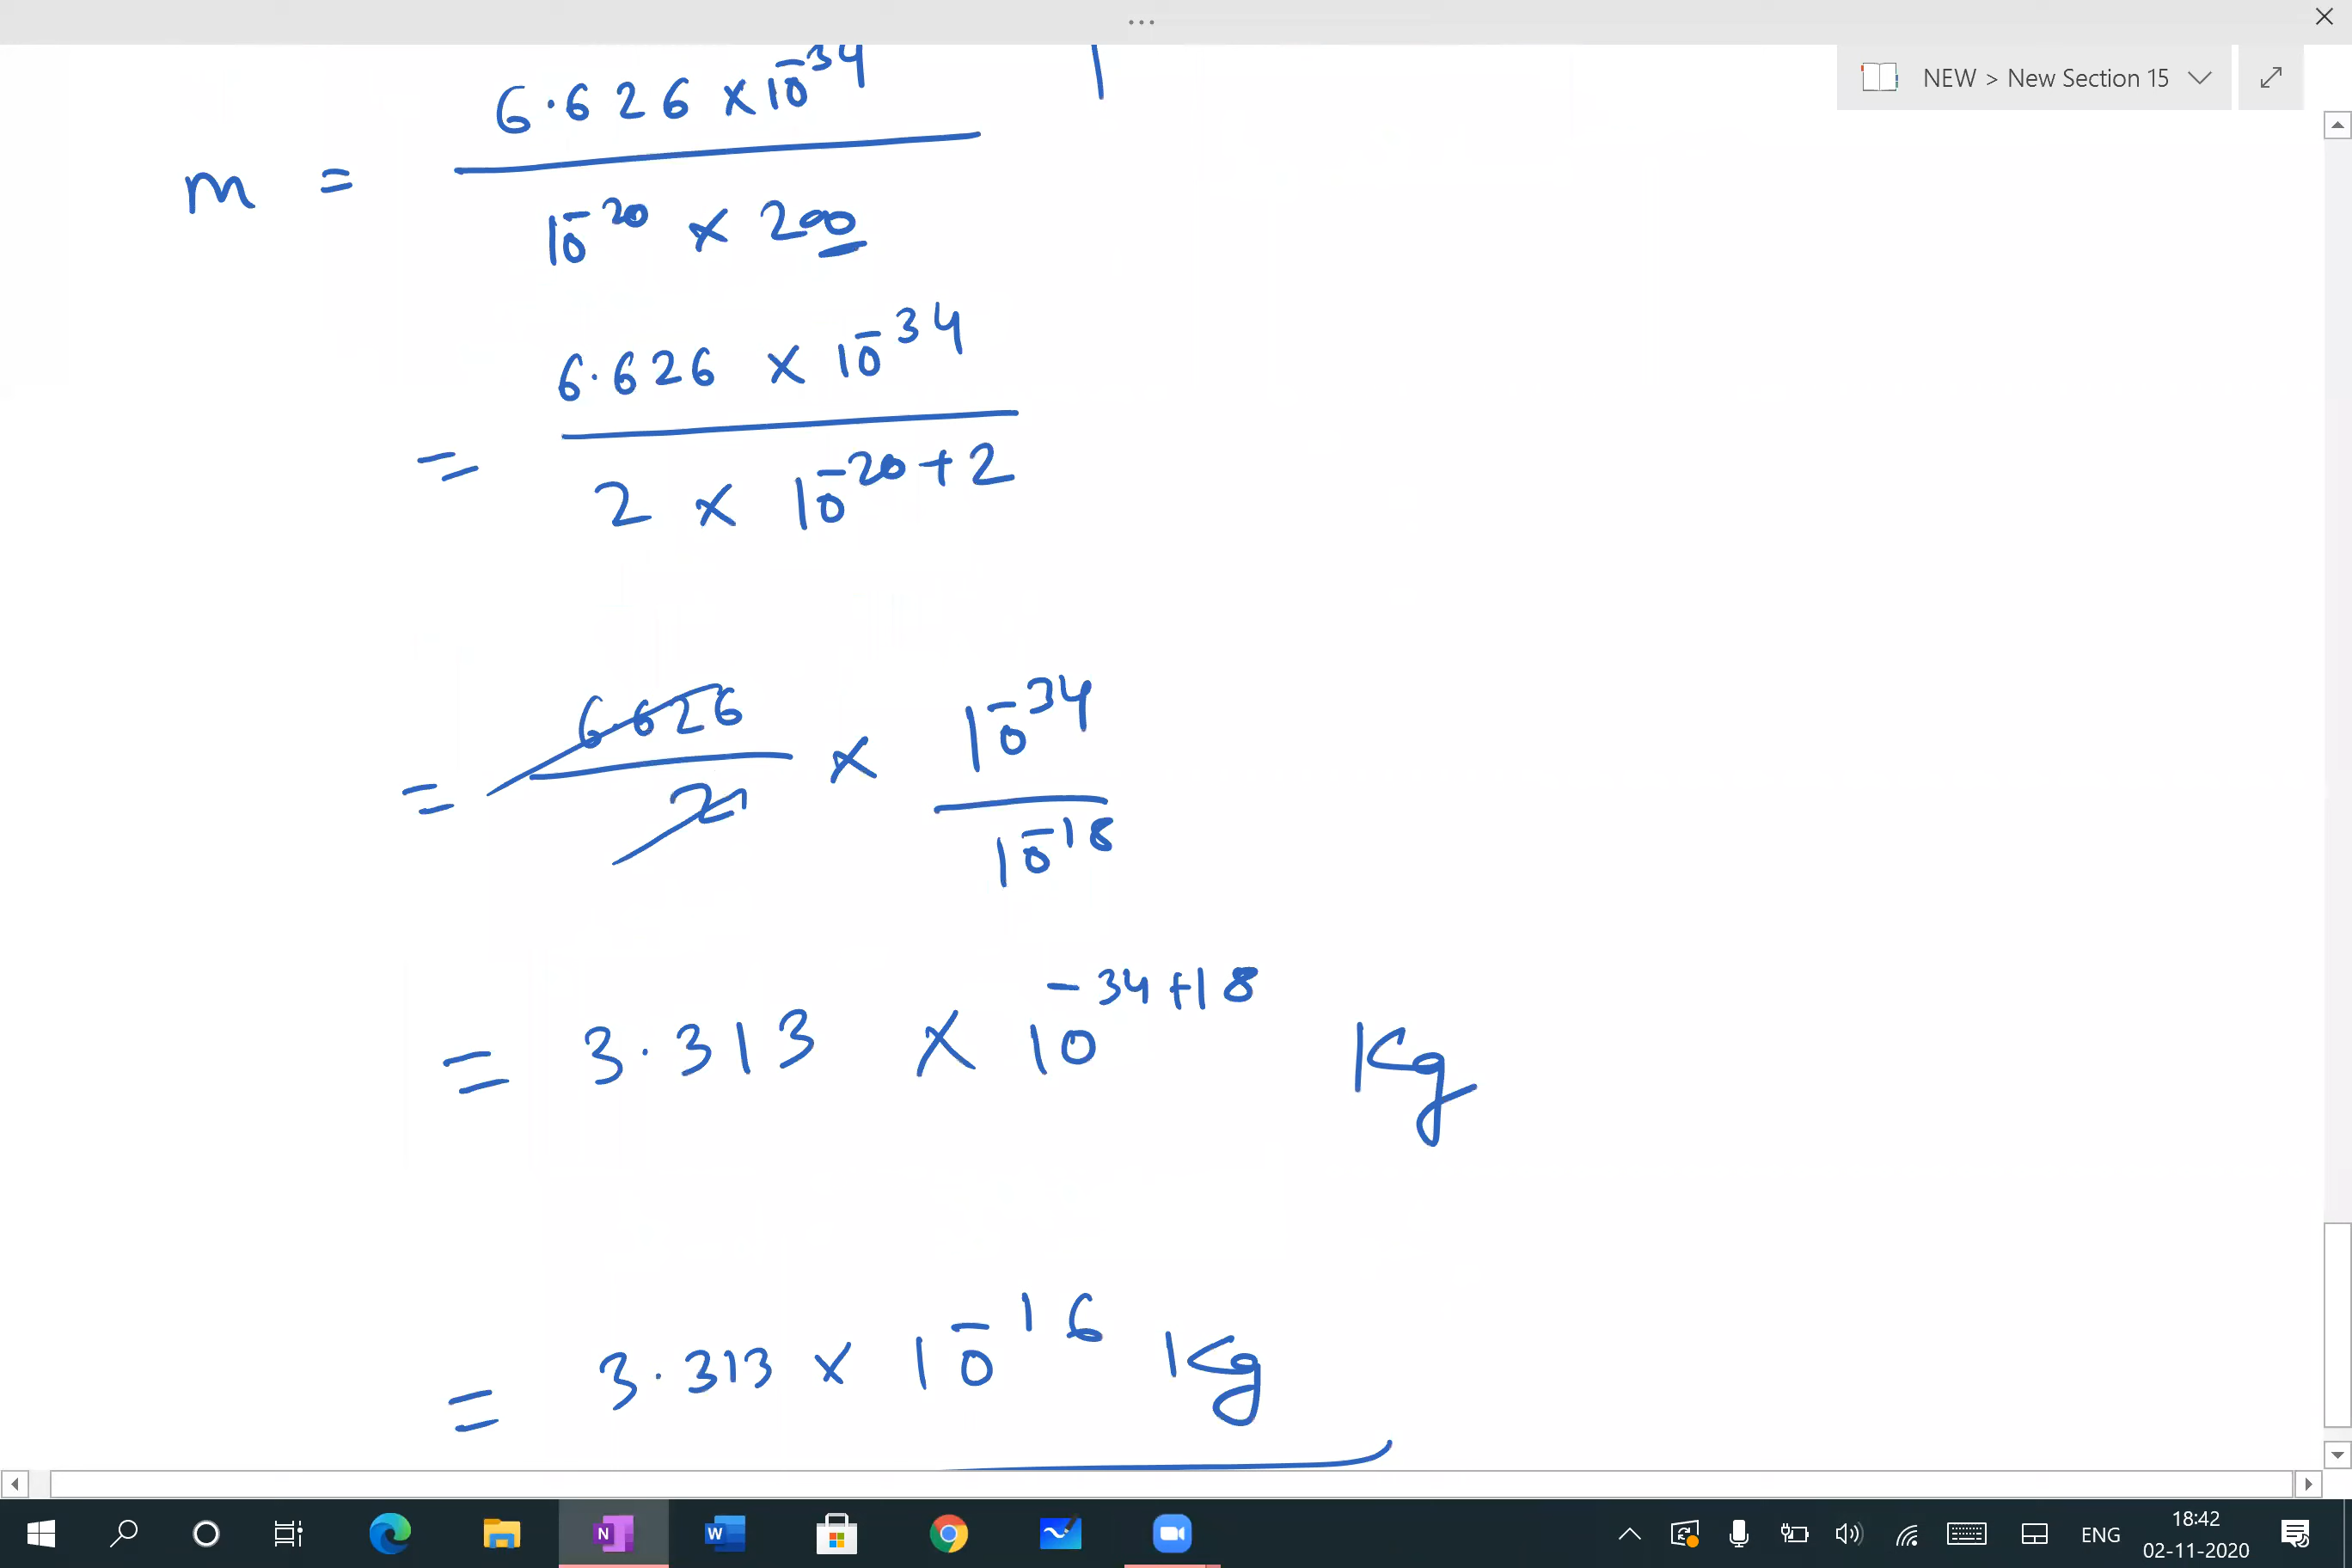 ...
NEW > New Section 15
6.626 × 10⁻³⁴
m = ―――――――――
10⁻²⁰ × 200
6.626 × 10⁻³⁴
= ―――――――――
2 × 10⁻²⁰⁺²
6.626 10⁻³⁴
= ――― × ―――
2 10⁻¹⁸
= 3.313 × 10⁻³⁴⁺¹⁸ Kg
= 3.313 × 10⁻¹⁶ Kg
N W ENG 18:42
02-11-2020